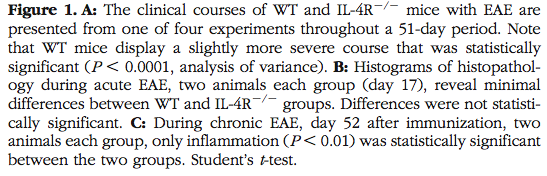 Figure 1. A: The clinical courses of WT and IL-4R−/− mice with EAE are
presented from one of four experiments throughout a 51-day period. Note
that WT mice display a slightly more severe course that was statistically
significant (P < 0.0001, analysis of variance). B: Histograms of histopathol-
ogy during acute EAE, two animals each group (day 17), reveal minimal
differences between WT and IL-4R−/− groups. Differences were not statisti-
cally significant. C: During chronic EAE, day 52 after immunization, two
animals each group, only inflammation (P < 0.01) was statistically significant
between the two groups. Student's t-test.